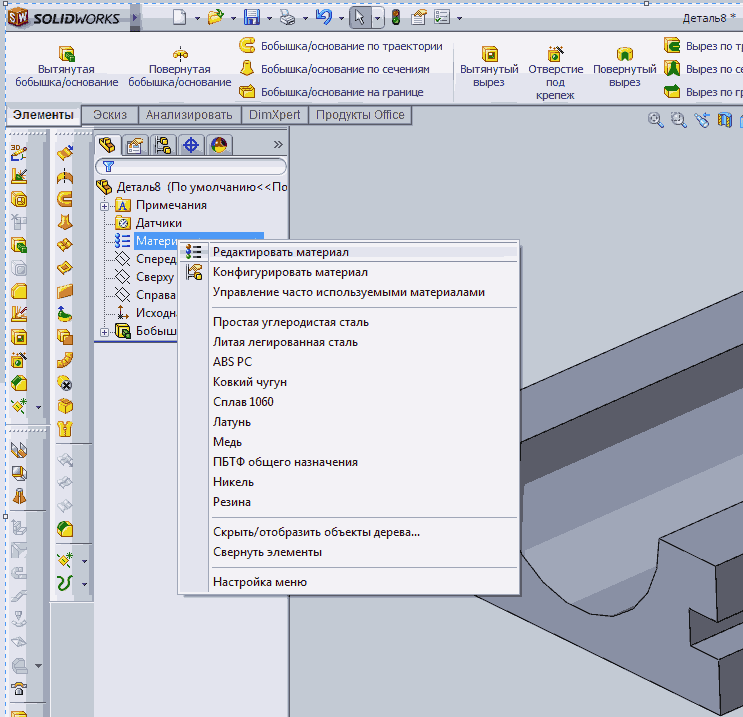 SOLIDWORKS
Деталь8 *
Вытянутая бобышка/основание
Повернутая бобышка/основание
Бобышка/основание по траектории
Бобышка/основание по сечениям
Бобышка/основание на границе
Вытянутый вырез
Отверстие под крепеж
Повернутый вырез
Вырез по т
Вырез по се
Вырез по гр
Элементы
Эскиз
Анализировать
DimXpert
Продукты Office
Деталь8 (По умолчанию<<По
Примечания
Датчики
Матери
Сперед
Сверху
Справа
Исходн
Бобыш
Редактировать материал
Конфигурировать материал
Управление часто используемыми материалами
Простая углеродистая сталь
Литая легированная сталь
ABS PC
Ковкий чугун
Сплав 1060
Латунь
Медь
ПБТФ общего назначения
Никель
Резина
Скрыть/отобразить объекты дерева...
Свернуть элементы
Настройка меню